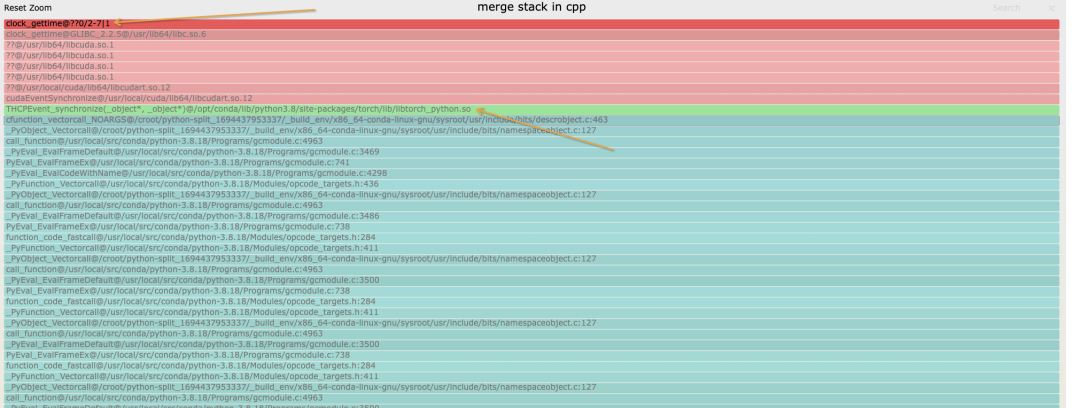 Reset Zoom
merge stack in cpp
Search
ic
clock_gettime@??0/2-7|1
clock_gettime@GLIBC_2.2.5@/usr/lib64/libc.so.6
??@/usr/lib64/libcuda.so.1
??@/usr/lib64/libcuda.so.1
??@/usr/lib64/libcuda.so.1
??@/usr/lib64/libcuda.so.1
??@/usr/local/cuda/lib64/libcudart.so.12
cudaEventSynchronize@/usr/local/cuda/lib64/libcudart.so.12
THCPEvent_synchronize(_object*, _object*)@/opt/conda/lib/python3.8/site-packages/torch/lib/libtorch_python.so
cfunction_vectorcall_NOARGS@/croot/python-split_1694437953337/_build_env/x86_64-conda-linux-gnu/sysroot/usr/include/bits/descrobject.c:463
_PyObject_Vectorcall@/croot/python-split_1694437953337/_build_env/x86_64-conda-linux-gnu/sysroot/usr/include/bits/namespaceobject.c:127
call_function@/usr/local/src/conda/python-3.8.18/Programs/gcmodule.c:4963
_PyEval_EvalFrameDefault@/usr/local/src/conda/python-3.8.18/Programs/gcmodule.c:3469
PyEval_EvalFrameEx@/usr/local/src/conda/python-3.8.18/Programs/gcmodule.c:741
_PyEval_EvalCodeWithName@/usr/local/src/conda/python-3.8.18/Programs/gcmodule.c:4298
_PyFunction_Vectorcall@/usr/local/src/conda/python-3.8.18/Modules/opcode_targets.h:436
_PyObject_Vectorcall@/croot/python-split_1694437953337/_build_env/x86_64-conda-linux-gnu/sysroot/usr/include/bits/namespaceobject.c:127
call_function@/usr/local/src/conda/python-3.8.18/Programs/gcmodule.c:4963
_PyEval_EvalFrameDefault@/usr/local/src/conda/python-3.8.18/Programs/gcmodule.c:3486
PyEval_EvalFrameEx@/usr/local/src/conda/python-3.8.18/Programs/gcmodule.c:738
function_code_fastcall@/usr/local/src/conda/python-3.8.18/Modules/opcode_targets.h:284
_PyFunction_Vectorcall@/usr/local/src/conda/python-3.8.18/Modules/opcode_targets.h:411
_PyObject_Vectorcall@/croot/python-split_1694437953337/_build_env/x86_64-conda-linux-gnu/sysroot/usr/include/bits/namespaceobject.c:127
call_function@/usr/local/src/conda/python-3.8.18/Programs/gcmodule.c:4963
_PyEval_EvalFrameDefault@/usr/local/src/conda/python-3.8.18/Programs/gcmodule.c:3500
PyEval_EvalFrameEx@/usr/local/src/conda/python-3.8.18/Programs/gcmodule.c:738
function_code_fastcall@/usr/local/src/conda/python-3.8.18/Modules/opcode_targets.h:284
_PyFunction_Vectorcall@/usr/local/src/conda/python-3.8.18/Modules/opcode_targets.h:411
_PyObject_Vectorcall@/croot/python-split_1694437953337/_build_env/x86_64-conda-linux-gnu/sysroot/usr/include/bits/namespaceobject.c:127
call_function@/usr/local/src/conda/python-3.8.18/Programs/gcmodule.c:4963
_PyEval_EvalFrameDefault@/usr/local/src/conda/python-3.8.18/Programs/gcmodule.c:3500
PyEval_EvalFrameEx@/usr/local/src/conda/python-3.8.18/Programs/gcmodule.c:738
function_code_fastcall@/usr/local/src/conda/python-3.8.18/Modules/opcode_targets.h:284
_PyFunction_Vectorcall@/usr/local/src/conda/python-3.8.18/Modules/opcode_targets.h:411
_PyObject_Vectorcall@/croot/python-split_1694437953337/_build_env/x86_64-conda-linux-gnu/sysroot/usr/include/bits/namespaceobject.c:127
call_function@/usr/local/src/conda/python-3.8.18/Programs/gcmodule.c:4963
_PyEval_EvalFrameDefault@/usr/local/src/conda/python-3.8.18/Programs/gcmodule.c:3500